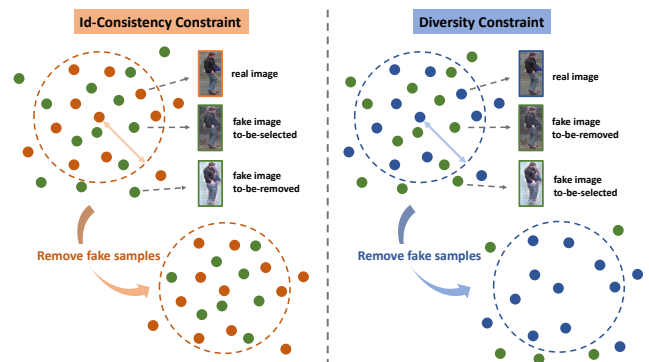 Id-Consistency Constraint
real image
fake image
to-be-selected
fake image
to-be-removed
Remove fake samples
Diversity Constraint
real image
fake image
to-be-removed
fake image
to-be-selected
Remove fake samples